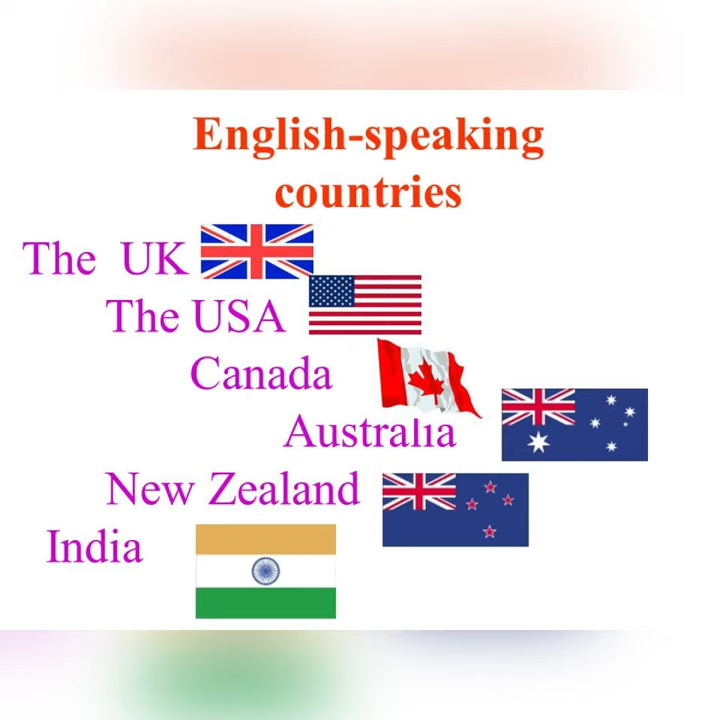 English-speaking
countries
The UK
The USA
Canada
Australia
New Zealand
India